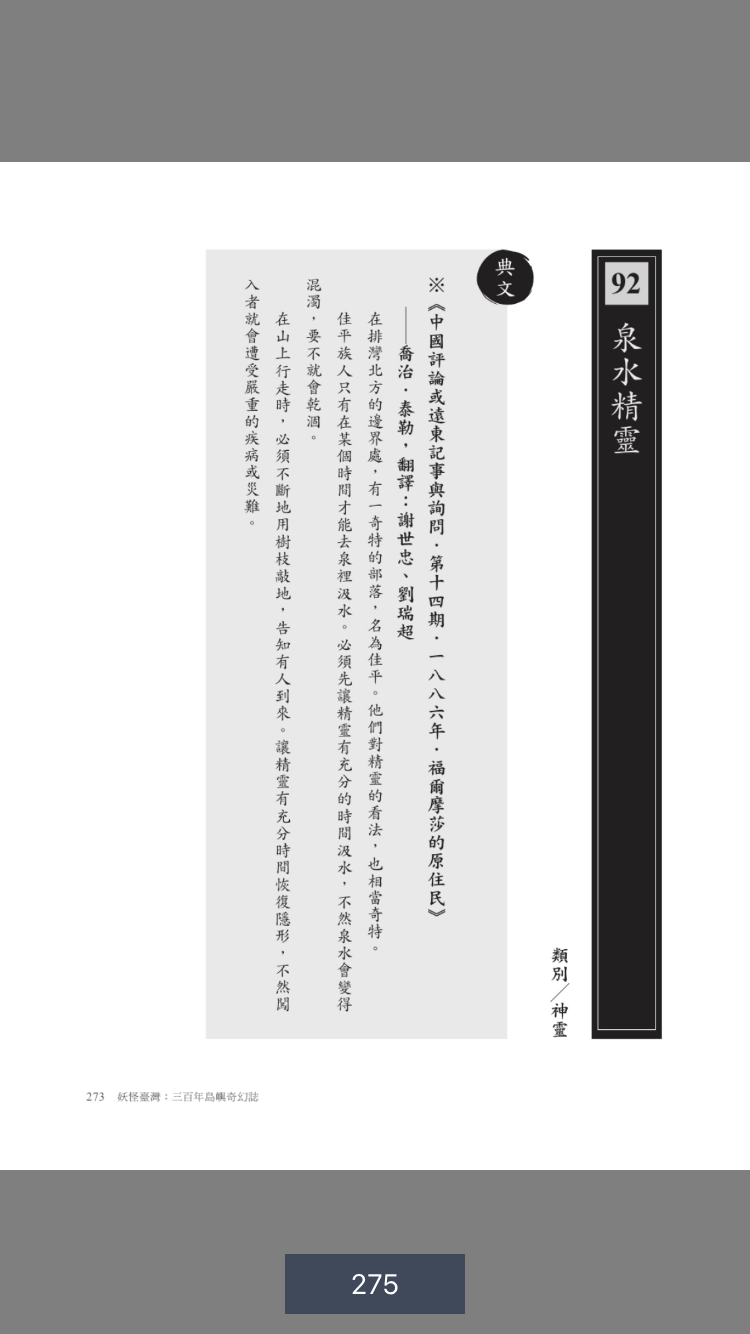 92
泉水精靈
類別／神靈
典文
※《中國評論或遠東記事與詢問．第十四期．一八八六年．福爾摩莎的原住民》
——喬治．泰勒，翻譯：謝世忠、劉瑞超
在排灣北方的邊界處，有一奇特的部落，名為佳平。他們對精靈的看法，也相當奇特。
佳平族人只有在某個時間才能去泉裡汲水。必須先讓精靈有充分的時間汲水，不然泉水會變得
混濁，要不就會乾涸。
在山上行走時，必須不斷地用樹枝敲地，告知有人到來。讓精靈有充分時間恢復隱形，不然闖
入者就會遭受嚴重的疾病或災難。
273 妖怪臺灣：三百年島嶼奇幻誌
275